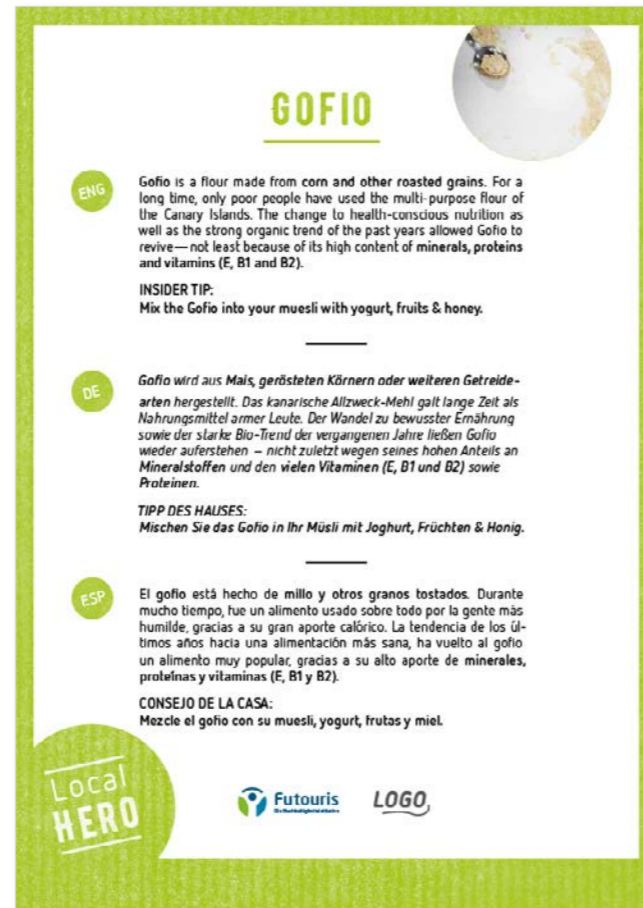 GOFIO
ENG
Gofio is a flour made from corn and other roasted grains. For a
long time, only poor people have used the multi-purpose flour of
the Canary Islands. The change to health-conscious nutrition as
well as the strong organic trend of the past years allowed Gofio to
revive—not least because of its high content of minerals, proteins
and vitamins (E, B1 and B2).
INSIDER TIP:
Mix the Gofio into your muesli with yogurt, fruits & honey.
DE
Gofio wird aus Mais, gerösteten Körnern oder weiteren Getreide-
arten hergestellt. Das kanarische Allzweck-Mehl galt lange Zeit als
Nahrungsmittel armer Leute. Der Wandel zu bewusster Ernährung
sowie der starke Bio-Trend der vergangenen Jahre ließen Gofio
wieder auferstehen – nicht zuletzt wegen seines hohen Anteils an
Mineralstoffen und den vielen Vitaminen (E, B1 und B2) sowie
Proteinen.
TIPP DES HAUSES:
Mischen Sie das Gofio in Ihr Müsli mit Joghurt, Früchten & Honig.
ESP
El gofio está hecho de millo y otros granos tostados. Durante
mucho tiempo, fue un alimento usado sobre todo por la gente más
humilde, gracias a su gran aporte calórico. La tendencia de los úl-
timos años hacia una alimentación más sana, ha vuelto al gofio
un alimento muy popular, gracias a su alto aporte de minerales,
proteínas y vitaminas (E, B1 y B2).
CONSEJO DE LA CASA:
Mezcle el gofio con su muesli, yogurt, frutas y miel.
Local
HERO
Futouris
Die Nachhaltigkeitsinitiative
LOGO